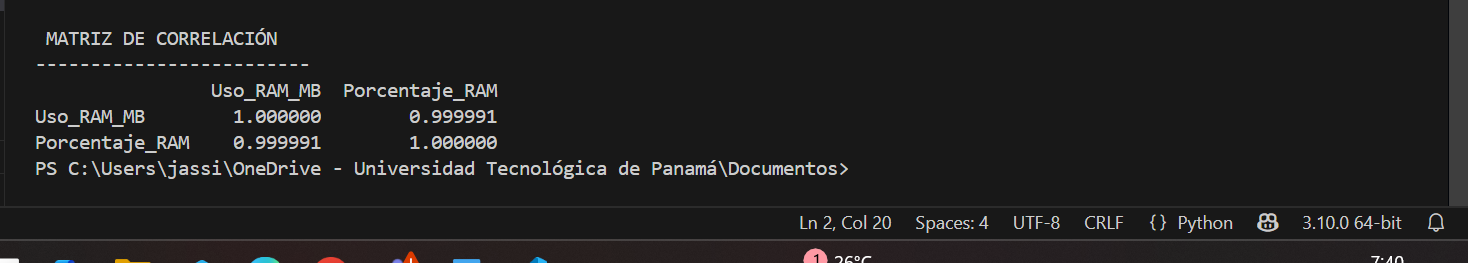 MATRIZ DE CORRELACIÓN
-------------------------
Uso_RAM_MB Porcentaje_RAM
Uso_RAM_MB 1.000000 0.999991
Porcentaje_RAM 0.999991 1.000000
PS C:\Users\jassi\OneDrive - Universidad Tecnológica de Panamá\Documentos>
Ln 2, Col 20 Spaces: 4 UTF-8 CRLF {} Python 3.10.0 64-bit
1 26°C 7:40